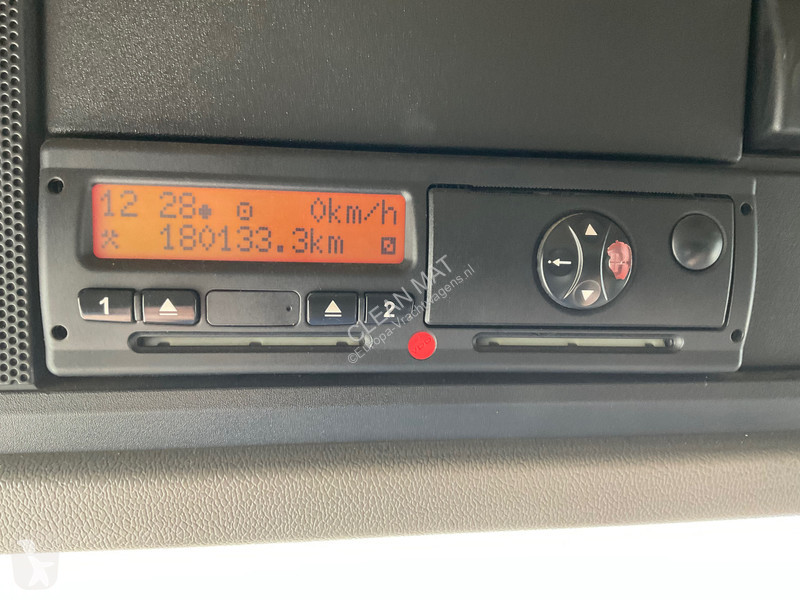 12 28 0km/h
180133.3km
1 2
CLEAN MAT
©Europa-Vrachtwagens.nl